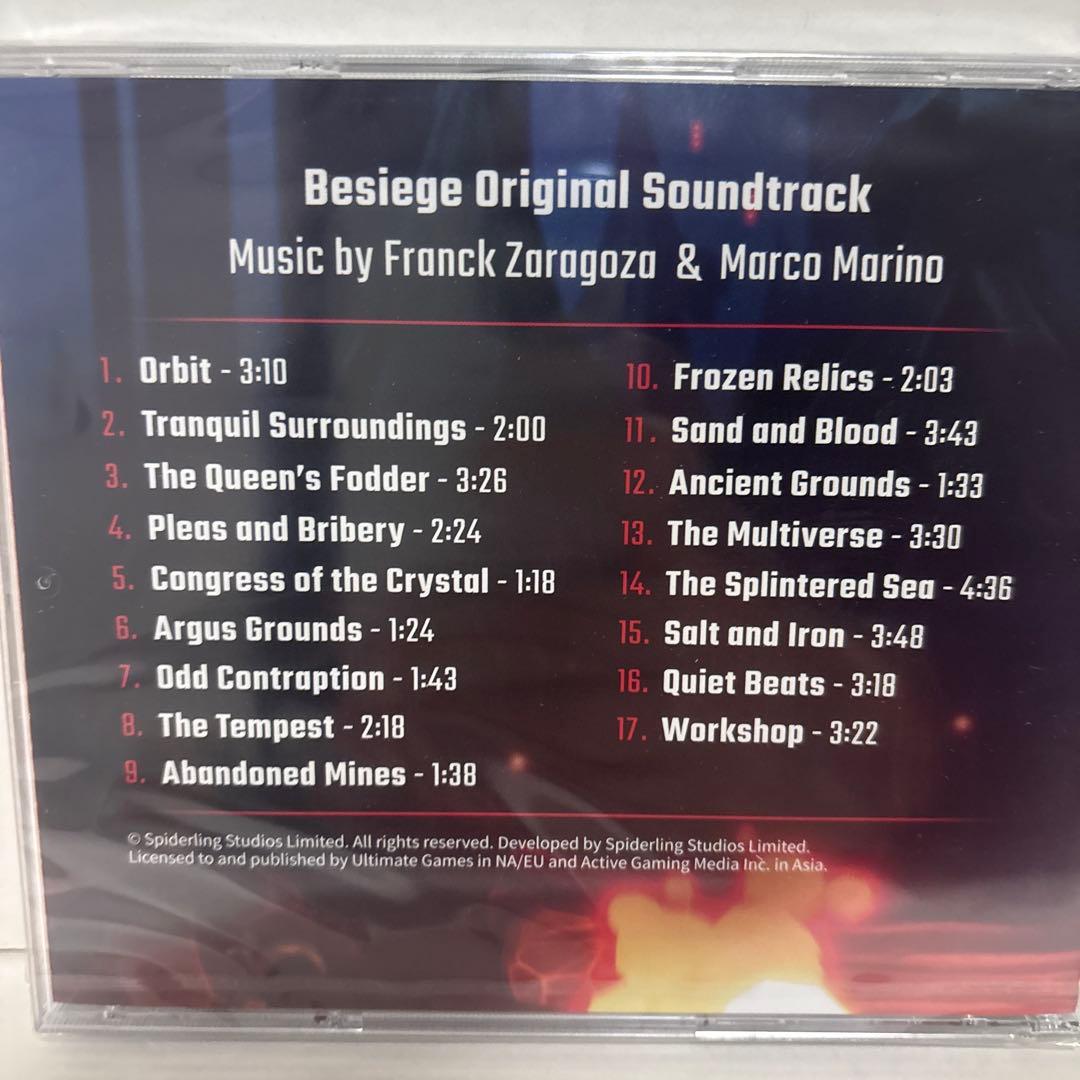 Besiege Original Soundtrack
Music by Franck Zaragoza & Marco Marino
1. Orbit - 3:10
2. Tranquil Surroundings - 2:00
3. The Queen's Fodder - 3:26
4. Pleas and Bribery - 2:24
5. Congress of the Crystal - 1:18
6. Argus Grounds - 1:24
7. Odd Contraption - 1:43
8. The Tempest - 2:18
9. Abandoned Mines - 1:38
10. Frozen Relics - 2:03
11. Sand and Blood - 3:43
12. Ancient Grounds - 1:33
13. The Multiverse - 3:30
14. The Splintered Sea - 4:36
15. Salt and Iron - 3:48
16. Quiet Beats - 3:18
17. Workshop - 3:22
© Spiderling Studios Limited. All rights reserved. Developed by Spiderling Studios Limited.
Licensed to and published by Ultimate Games in NA/EU and Active Gaming Media Inc. in Asia.